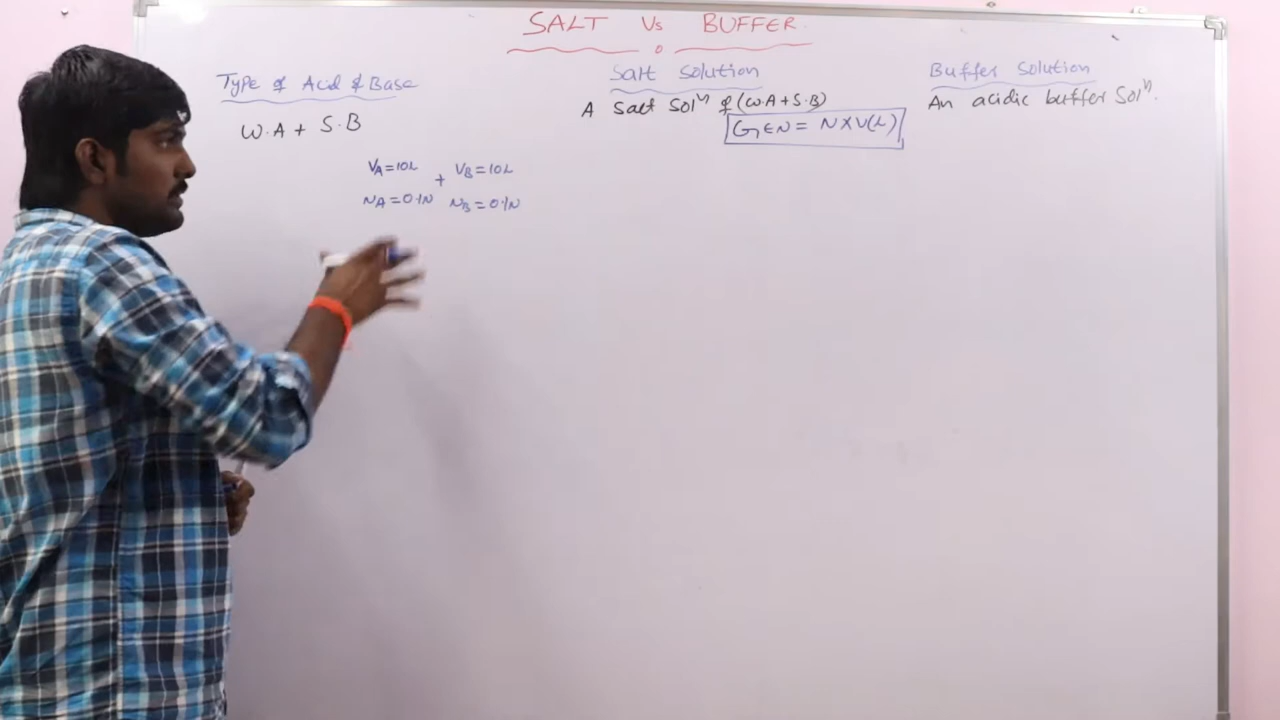 SALT Vs BUFFER.
Type of Acid & Base
W.A + S.B
VA=10L + VB=10L
NA=0.1N NB=0.1N
Salt Solution
A Salt Solⁿ of (W.A+S.B)
GEN = N×V(L)
Buffer Solution
An acidic buffer Solⁿ.